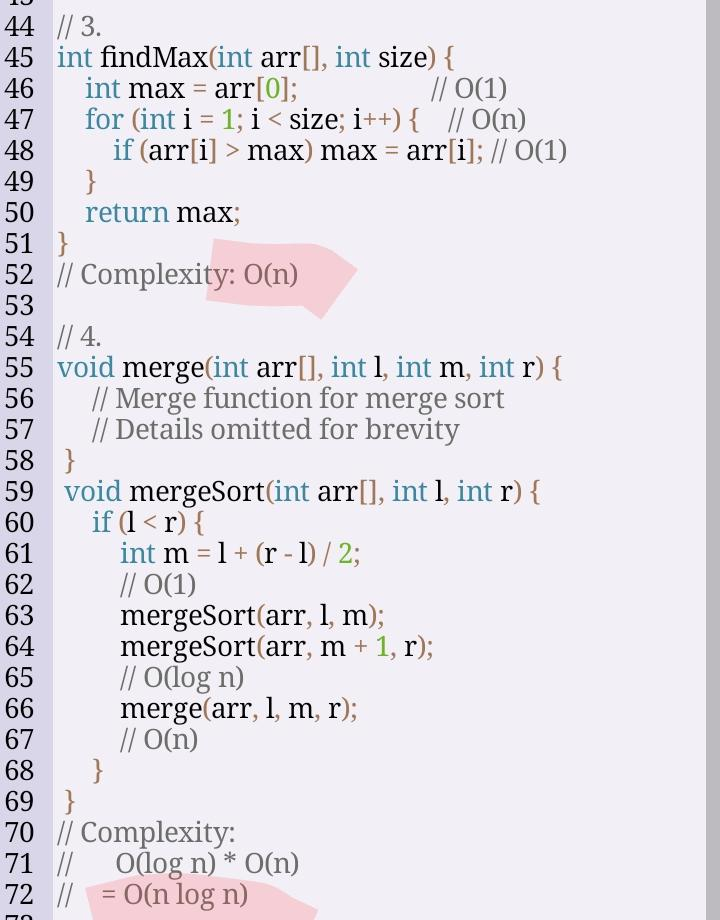 44 // 3.
45 int findMax(int arr[], int size) {
46 int max = arr[0]; // O(1)
47 for (int i = 1; i < size; i++) { // O(n)
48 if (arr[i] > max) max = arr[i]; // O(1)
49 }
50 return max;
51 }
52 // Complexity: O(n)
53
54 // 4.
55 void merge(int arr[], int l, int m, int r) {
56 // Merge function for merge sort
57 // Details omitted for brevity
58 }
59 void mergeSort(int arr[], int l, int r) {
60 if (l < r) {
61 int m = l + (r - l) / 2;
62 // O(1)
63 mergeSort(arr, l, m);
64 mergeSort(arr, m + 1, r);
65 // O(log n)
66 merge(arr, l, m, r);
67 // O(n)
68 }
69 }
70 // Complexity:
71 // O(log n) * O(n)
72 // = O(n log n)